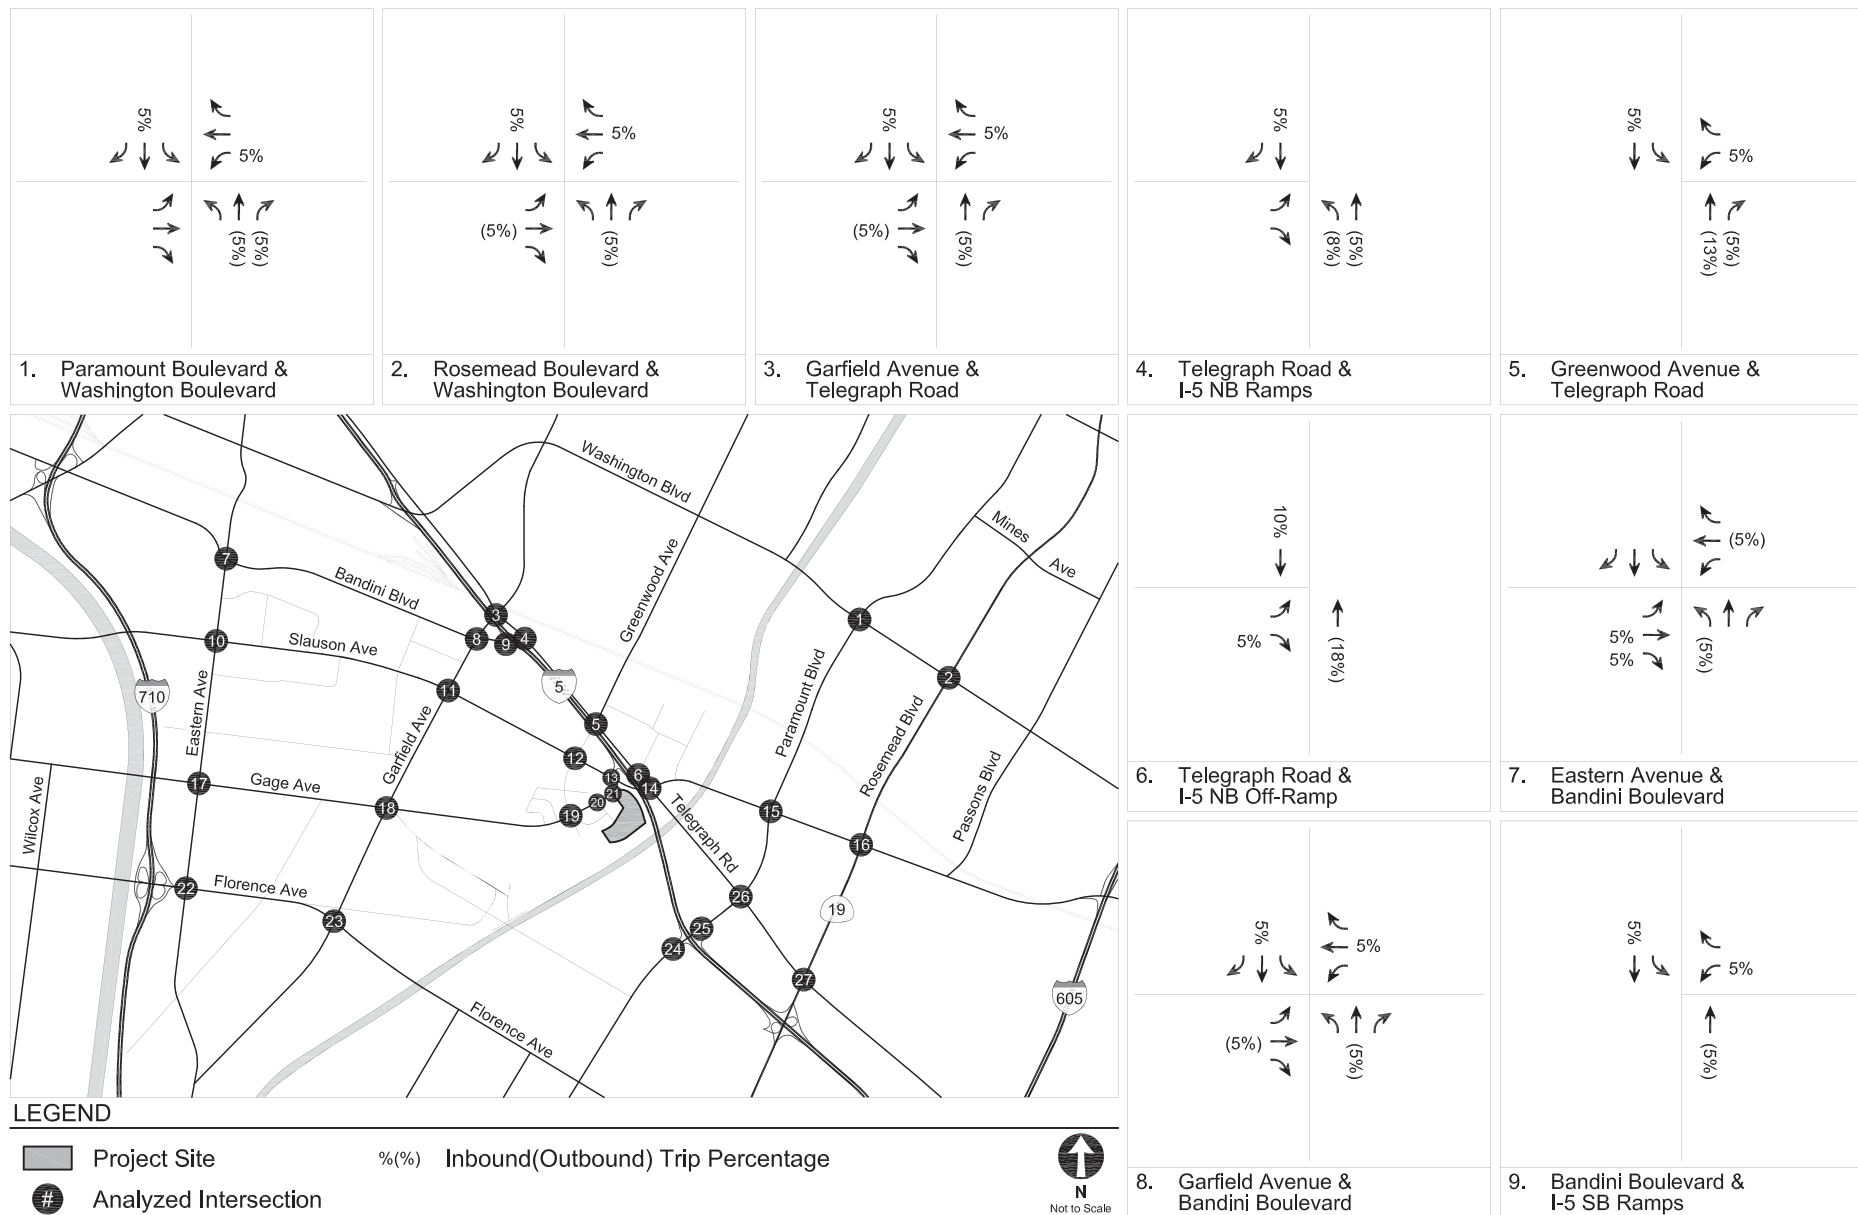 5%
5%
(5%)
(5%)
1. Paramount Boulevard &
Washington Boulevard
5%
5%
(5%)
(5%)
2. Rosemead Boulevard &
Washington Boulevard
5%
5%
(5%)
(5%)
3. Garfield Avenue &
Telegraph Road
5%
(8%)
(5%)
4. Telegraph Road &
I-5 NB Ramps
5%
5%
(13%)
(5%)
5. Greenwood Avenue &
Telegraph Road
Washington Blvd
Mines
Ave
Greenwood Ave
Bandini Blvd
Slauson Ave
Eastern Ave
Garfield Ave
Gage Ave
Wilcox Ave
Florence Ave
Florence Ave
Paramount Blvd
Rosemead Blvd
Passons Blvd
Telegraph Rd
710
5
19
605
1
2
3
4
5
6
7
8
9
10
11
12
13
14
15
16
17
18
19
20
21
22
23
24
25
26
27
10%
5%
(18%)
6. Telegraph Road &
I-5 NB Off-Ramp
(5%)
5%
5%
(5%)
7. Eastern Avenue &
Bandini Boulevard
5%
5%
(5%)
(5%)
8. Garfield Avenue &
Bandini Boulevard
5%
5%
(5%)
9. Bandini Boulevard &
I-5 SB Ramps
LEGEND
Project Site
%(%) Inbound(Outbound) Trip Percentage
# Analyzed Intersection
N
Not to Scale